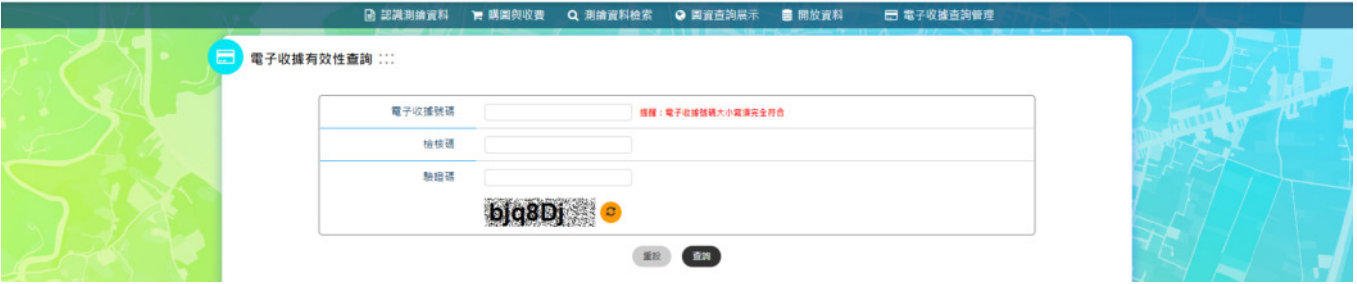 認識測繪資料 購圖與收費 測繪資料檢索 圖資查詢展示 開放資料 電子收據查詢管理
電子收據有效性查詢 :::
電子收據號碼 提醒：電子收據號碼大小寫須完全符合
檢核碼
驗證碼
bjq8Dj
重設 查詢